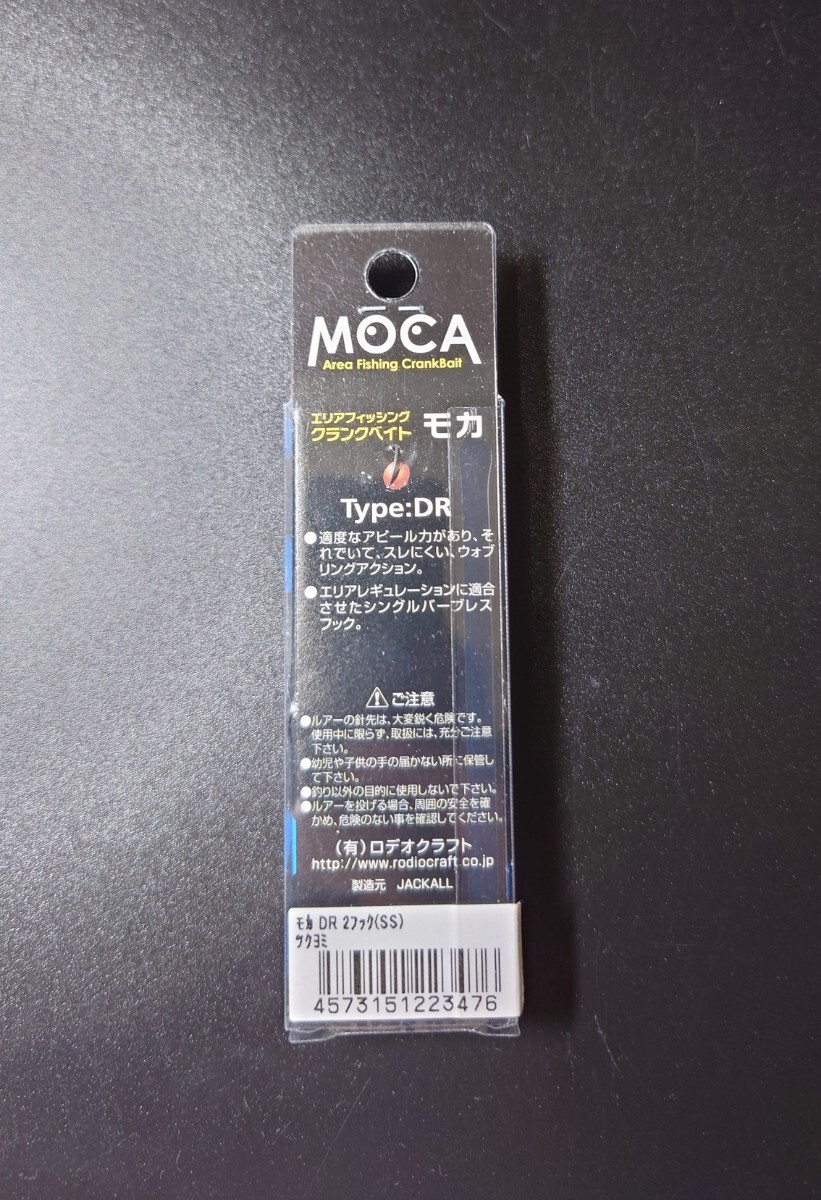 MOCA
Area Fishing CrankBait
エリアフィッシング
クランクベイト モカ
Type:DR
●適度なアピール力があり、そ
れでいて、スレにくい、ウォブ
リングアクション。
●エリアレギュレーションに適合
させたシングルバーブレス
フック。
ご注意
●ルアーの針先は、大変鋭く危険です。
使用中に限らず、取扱には、充分ご注意
下さい。
●幼児や子供の手の届かない所に保管し
て下さい。
●釣り以外の目的に使用しないで下さい。
●ルアーを投げる場合、周囲の安全を確
かめ、危険のない事を確認してください。
(有)ロデオクラフト
http://www.rodiocraft.co.jp
製造元 JACKALL
ﾓｶ DR 2ﾌｯｸ(SS)
ﾂｸﾖﾐ
4573151223476